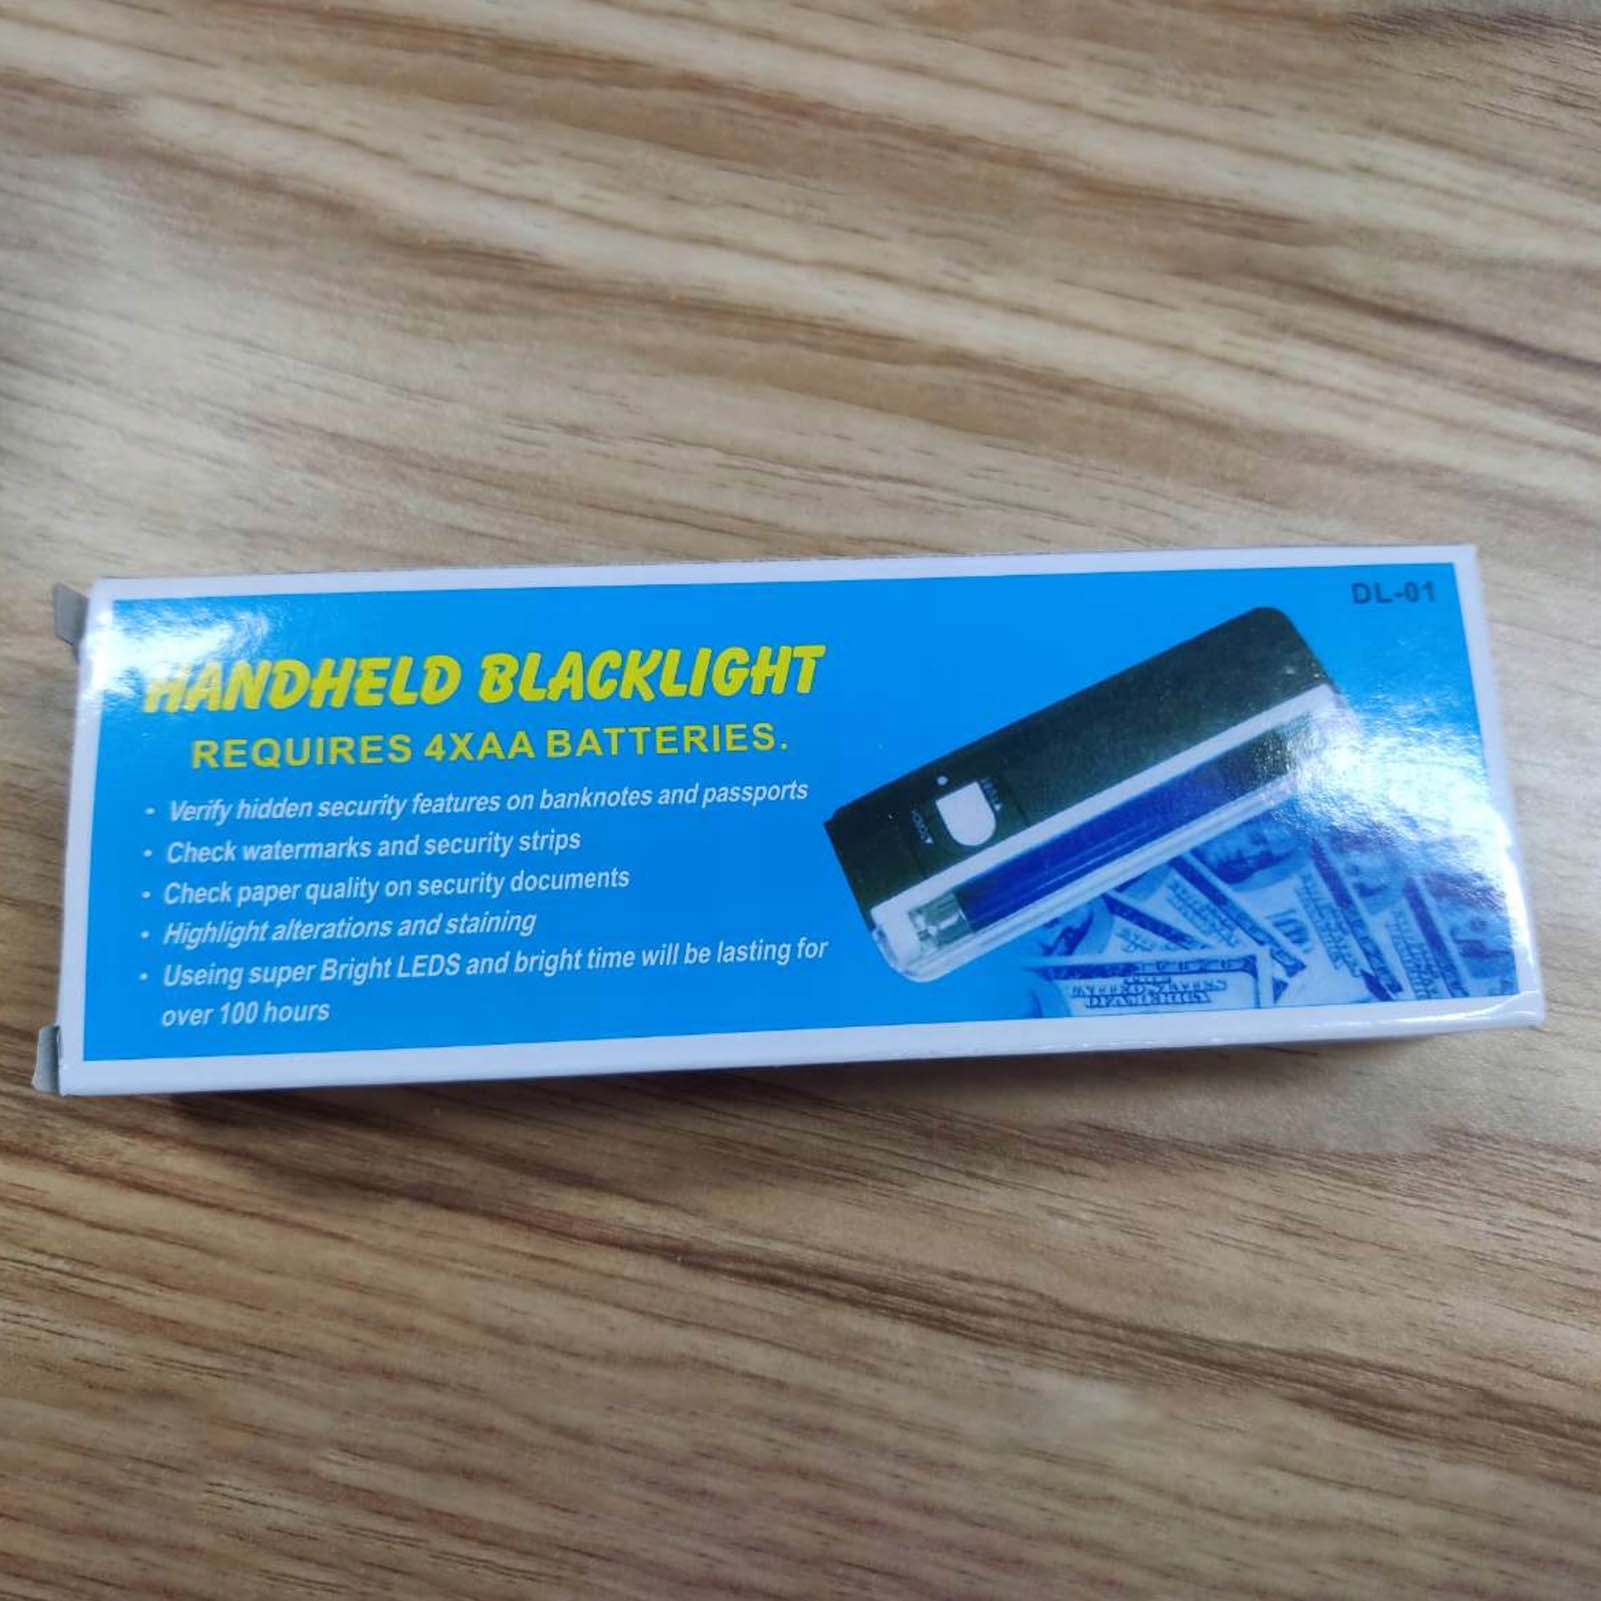 DL-01
HANDHELD BLACKLIGHT
REQUIRES 4XAA BATTERIES.
• Verify hidden security features on banknotes and passports
• Check watermarks and security strips
• Check paper quality on security documents
• Highlight alterations and staining
• Useing super Bright LEDS and bright time will be lasting for
over 100 hours